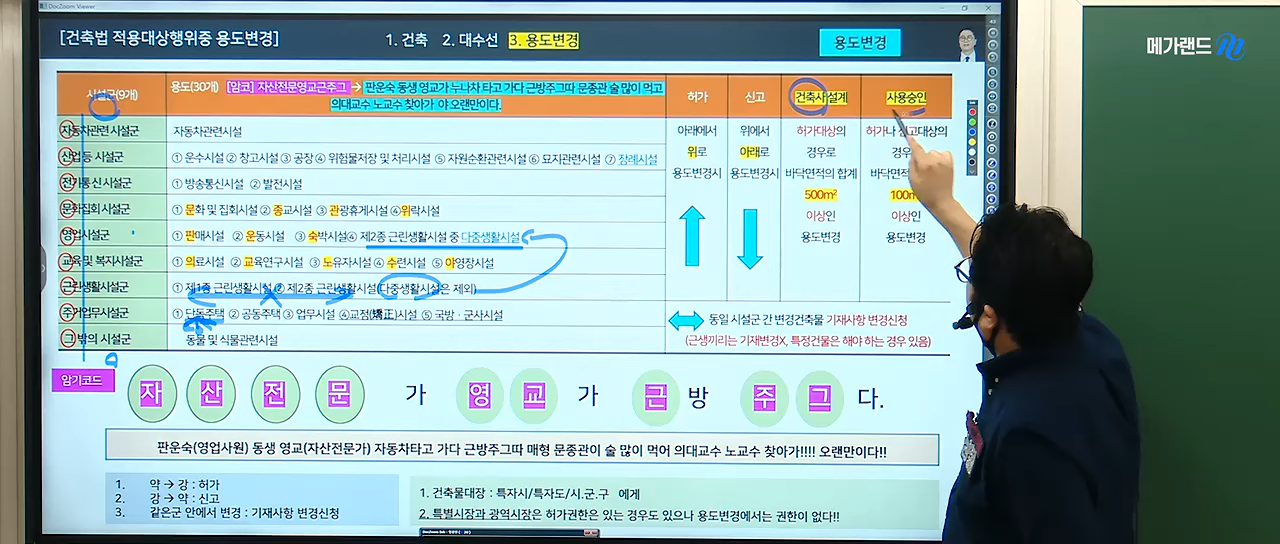 DocZoom Viewer
[건축법 적용대상행위중 용도변경]
1. 건축 2. 대수선 3. 용도변경
용도변경
메가랜드
시설군(9개)
용도(30개) [암코] 자산전문영교근주그 → 판운숙 동생 영교가 누나차 타고 가다 근방주그따 문종관 술 많이 먹고
의대교수 노교수 찾아가 야 오랜만이다.
허가
신고
건축사 설계
사용승인
자동차관련 시설군
자동차관련시설
산업등 시설군
① 운수시설 ② 창고시설 ③ 공장 ④ 위험물저장 및 처리시설 ⑤ 자원순환관련시설 ⑥ 묘지관련시설 ⑦ 장례시설
전기통신 시설군
① 방송통신시설 ② 발전시설
문화집회 시설군
① 문화 및 집회시설 ② 종교시설 ③ 관광휴게시설 ④위락시설
영업시설군
① 판매시설 ② 운동시설 ③ 숙박시설④ 제2종 근린생활시설 중 다중생활시설
교육 및 복지시설군
① 의료시설 ② 교육연구시설 ③ 노유자시설 ④ 수련시설 ⑤ 야영장시설
근린생활시설군
① 제1종 근린생활시설 ② 제2종 근린생활시설(다중생활시설은 제외)
주거업무시설군
① 단독주택 ② 공동주택 ③ 업무시설 ④교정(矯正)시설 ⑤ 국방·군사시설
그 밖의 시설군
동물 및 식물관련시설
아래에서
위로
용도변경시
위에서
아래로
용도변경시
허가대상의
경우로
바닥면적의 합계
500m²
이상인
용도변경
허가나 신고대상의
바닥면적
100m
이상인
용도변경
동일 시설군 간 변경건축물 기재사항 변경신청
(근생끼리는 기재변경X, 특정건물은 해야 하는 경우 있음)
암기코드
자 산 전 문 가 영 교 가 근 방 주 그 다.
판운숙(영업사원) 동생 영교(자산전문가) 자동차타고 가다 근방주그따 매형 문종관이 술 많이 먹어 의대교수 노교수 찾아가!!!! 오랜만이다!!
1. 약 → 강 : 허가
2. 강 → 약 : 신고
3. 같은군 안에서 변경 : 기재사항 변경신청
1. 건축물대장 : 특자시/특자도/시.군.구 에게
2. 특별시장과 광역시장은 허가권한은 있는 경우도 있으나 용도변경에서는 권한이 없다!!